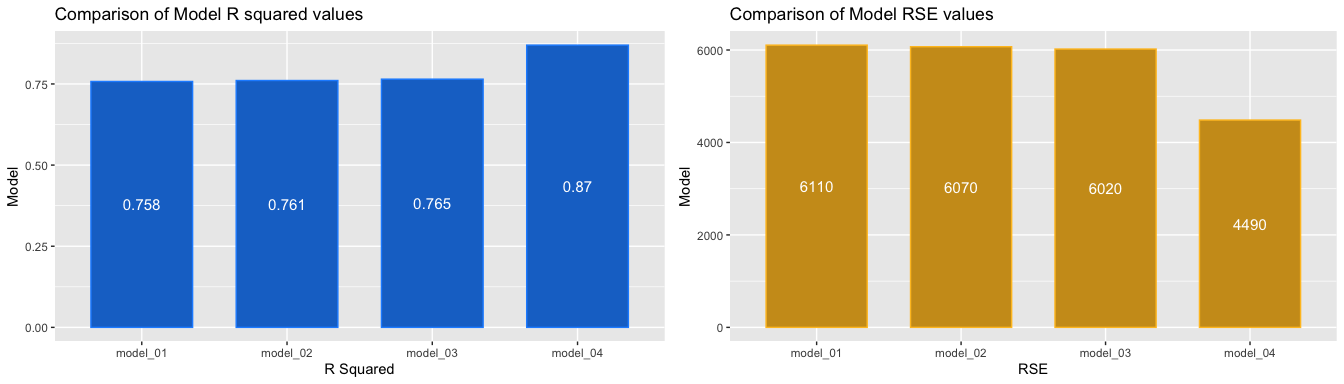 Comparison of Model R squared values
Model
0.75
0.50
0.25
0.00
0.758
0.761
0.765
0.87
model_01
model_02
model_03
model_04
R Squared
Comparison of Model RSE values
Model
6000
4000
2000
0
6110
6070
6020
4490
model_01
model_02
model_03
model_04
RSE